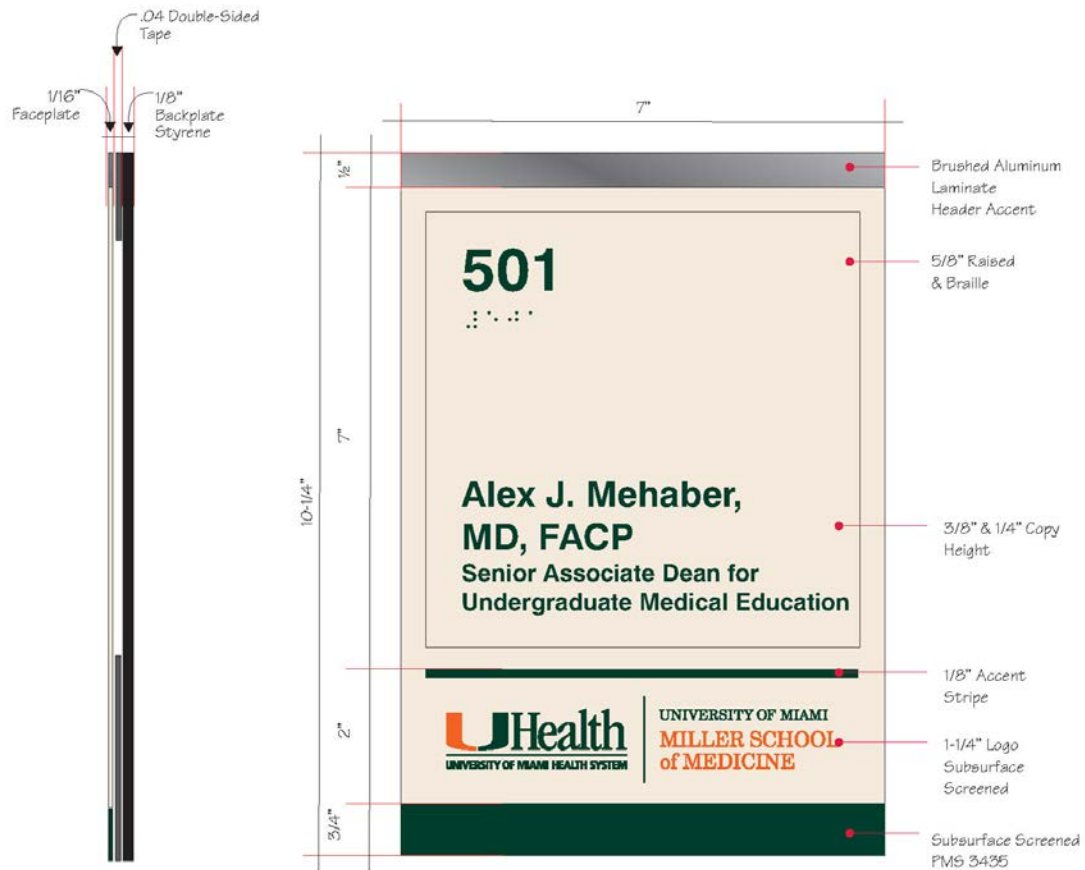 .04 Double-Sided
Tape
1/16"
Faceplate
1/8"
Backplate
Styrene
7"
½"
7"
10-1/4"
2"
3/4"
501
⠼⠑⠚⠁
Alex J. Mehaber,
MD, FACP
Senior Associate Dean for
Undergraduate Medical Education
UHealth
UNIVERSITY OF MIAMI HEALTH SYSTEM
UNIVERSITY OF MIAMI
MILLER SCHOOL
of MEDICINE
Brushed Aluminum
Laminate
Header Accent
5/8" Raised
& Braille
3/8" & 1/4" Copy
Height
1/8" Accent
Stripe
1-1/4" Logo
Subsurface
Screened
Subsurface Screened
PMS 3435